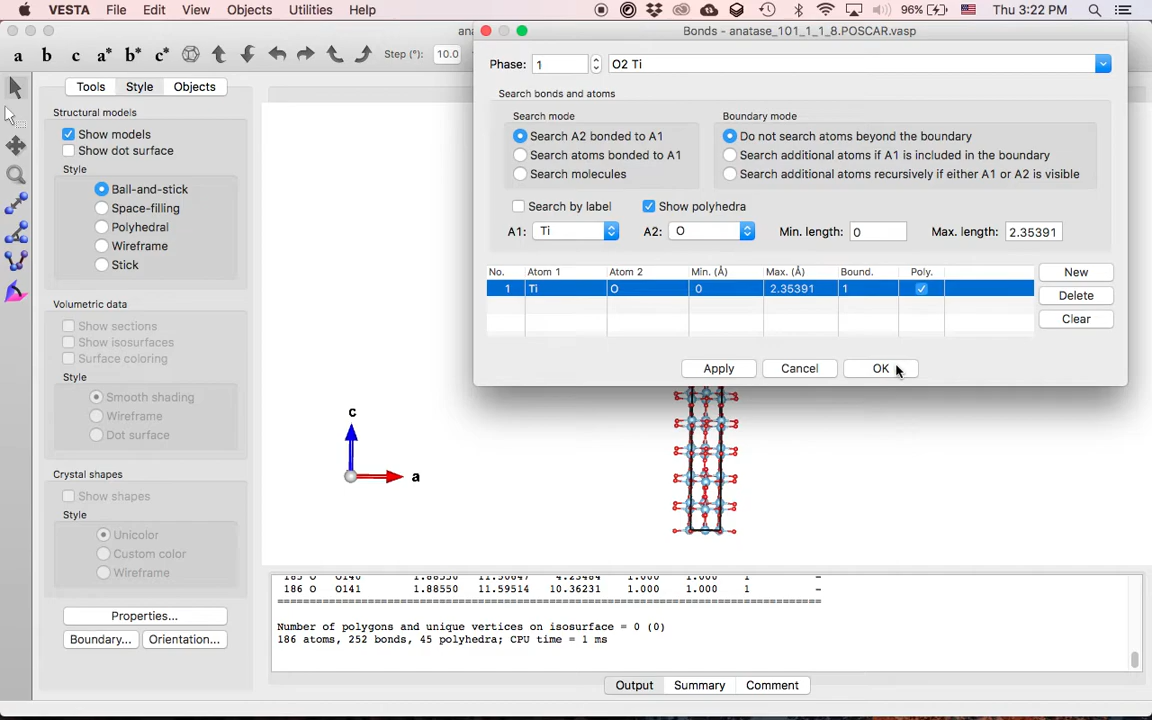 VESTA File Edit View Objects Utilities Help 96% Thu 3:22 PM
Bonds - anatase_101_1_1_8.POSCAR.vasp
a b c a* b* c* Step (°): 10.0
Phase: 1 O2 Ti
Tools Style Objects
Search bonds and atoms
Structural models
Show models
Show dot surface
Style
Ball-and-stick
Space-filling
Polyhedral
Wireframe
Stick
Search mode
Search A2 bonded to A1
Search atoms bonded to A1
Search molecules
Boundary mode
Do not search atoms beyond the boundary
Search additional atoms if A1 is included in the boundary
Search additional atoms recursively if either A1 or A2 is visible
Search by label Show polyhedra
A1: Ti A2: O Min. length: 0 Max. length: 2.35391
No. Atom 1 Atom 2 Min. (Å) Max. (Å) Bound. Poly.
1 Ti O 0 2.35391 1
New
Delete
Clear
Apply Cancel OK
Volumetric data
Show sections
Show isosurfaces
Surface coloring
Style
Smooth shading
Wireframe
Dot surface
Crystal shapes
Show shapes
Style
Unicolor
Custom color
Wireframe
Properties...
Boundary... Orientation...
c
a
186 O O141 1.88550 11.59514 10.36231 1.000 1.000 1 -
Number of polygons and unique vertices on isosurface = 0 (0)
186 atoms, 252 bonds, 45 polyhedra; CPU time = 1 ms
Output Summary Comment